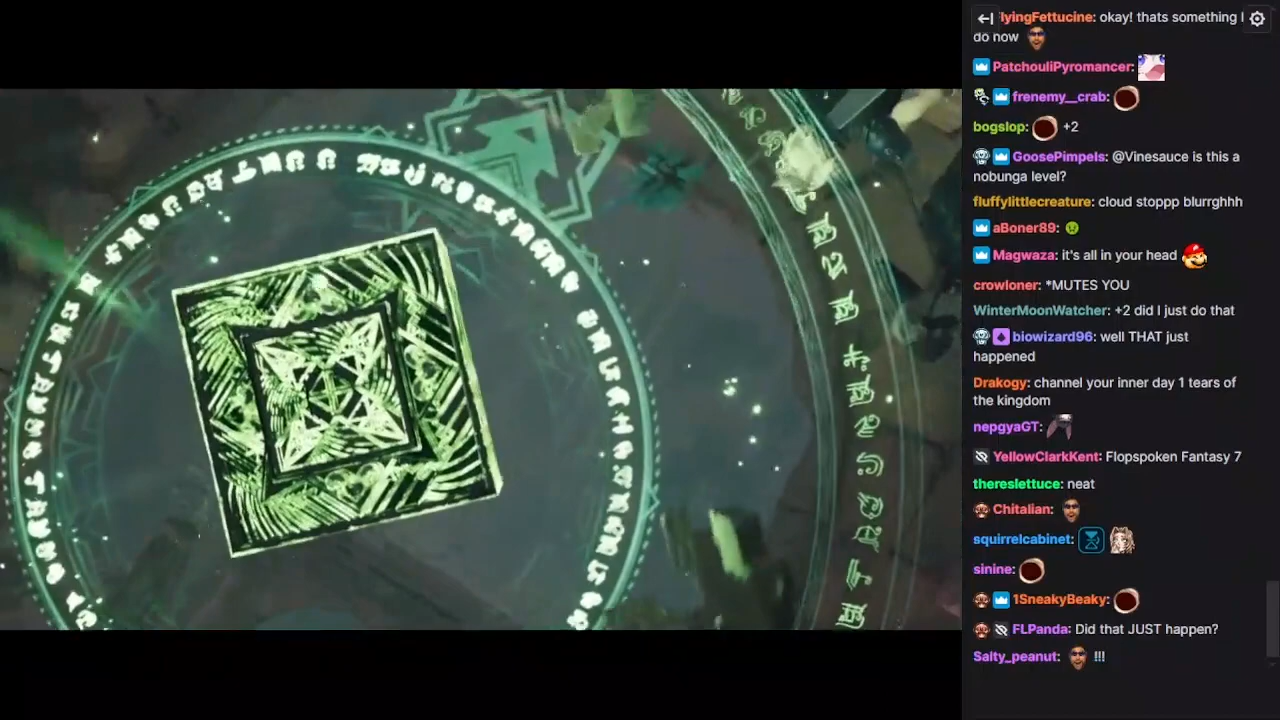 lyingFettucine: okay! thats something I
do now
PatchouliPyromancer:
frenemy__crab:
bogslop: +2
GoosePimpels: @Vinesauce is this a
nobunga level?
fluffylittlecreature: cloud stoppp blurrghhh
aBoner89:
Magwaza: it's all in your head
crowloner: *MUTES YOU
WinterMoonWatcher: +2 did I just do that
biowizard96: well THAT just
happened
Drakogy: channel your inner day 1 tears of
the kingdom
nepgyaGT:
YellowClarkKent: Flopspoken Fantasy 7
thereslettuce: neat
Chitalian:
squirrelcabinet:
sinine:
1SneakyBeaky:
FLPanda: Did that JUST happen?
Salty_peanut: !!!